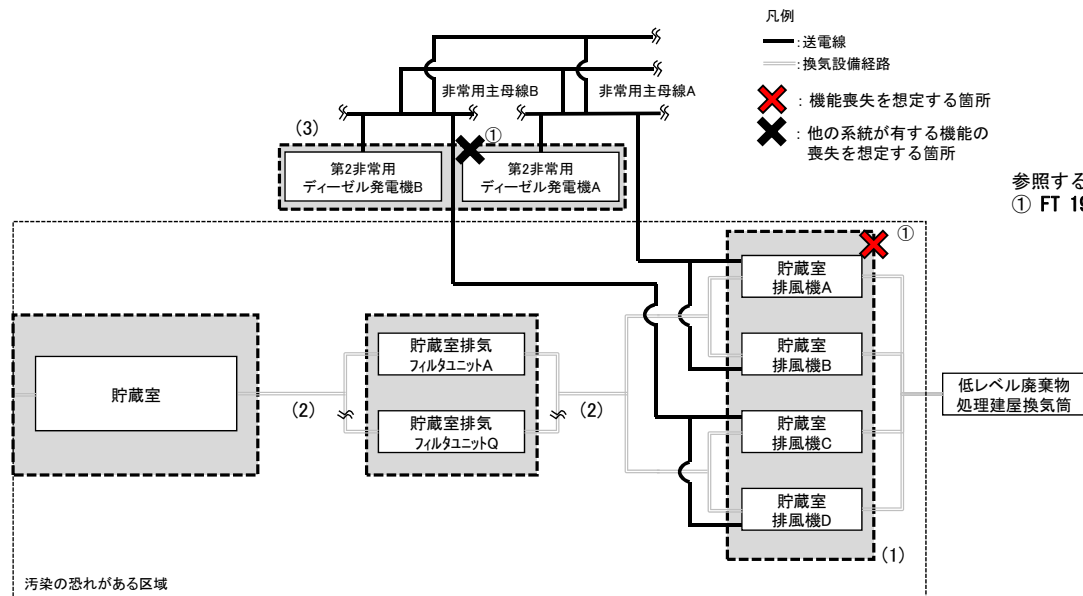 凡例
:送電線
:換気設備経路
: 機能喪失を想定する箇所
: 他の系統が有する機能の
喪失を想定する箇所
参照する
① FT 19
非常用主母線B
非常用主母線A
(3)
①
第2非常用
ディーゼル発電機B
第2非常用
ディーゼル発電機A
①
貯蔵室
排風機A
貯蔵室
排風機B
貯蔵室
排風機C
貯蔵室
排風機D
(1)
貯蔵室
(2)
貯蔵室排気
フィルタユニットA
貯蔵室排気
フィルタユニットQ
(2)
低レベル廃棄物
処理建屋換気筒
汚染の恐れがある区域